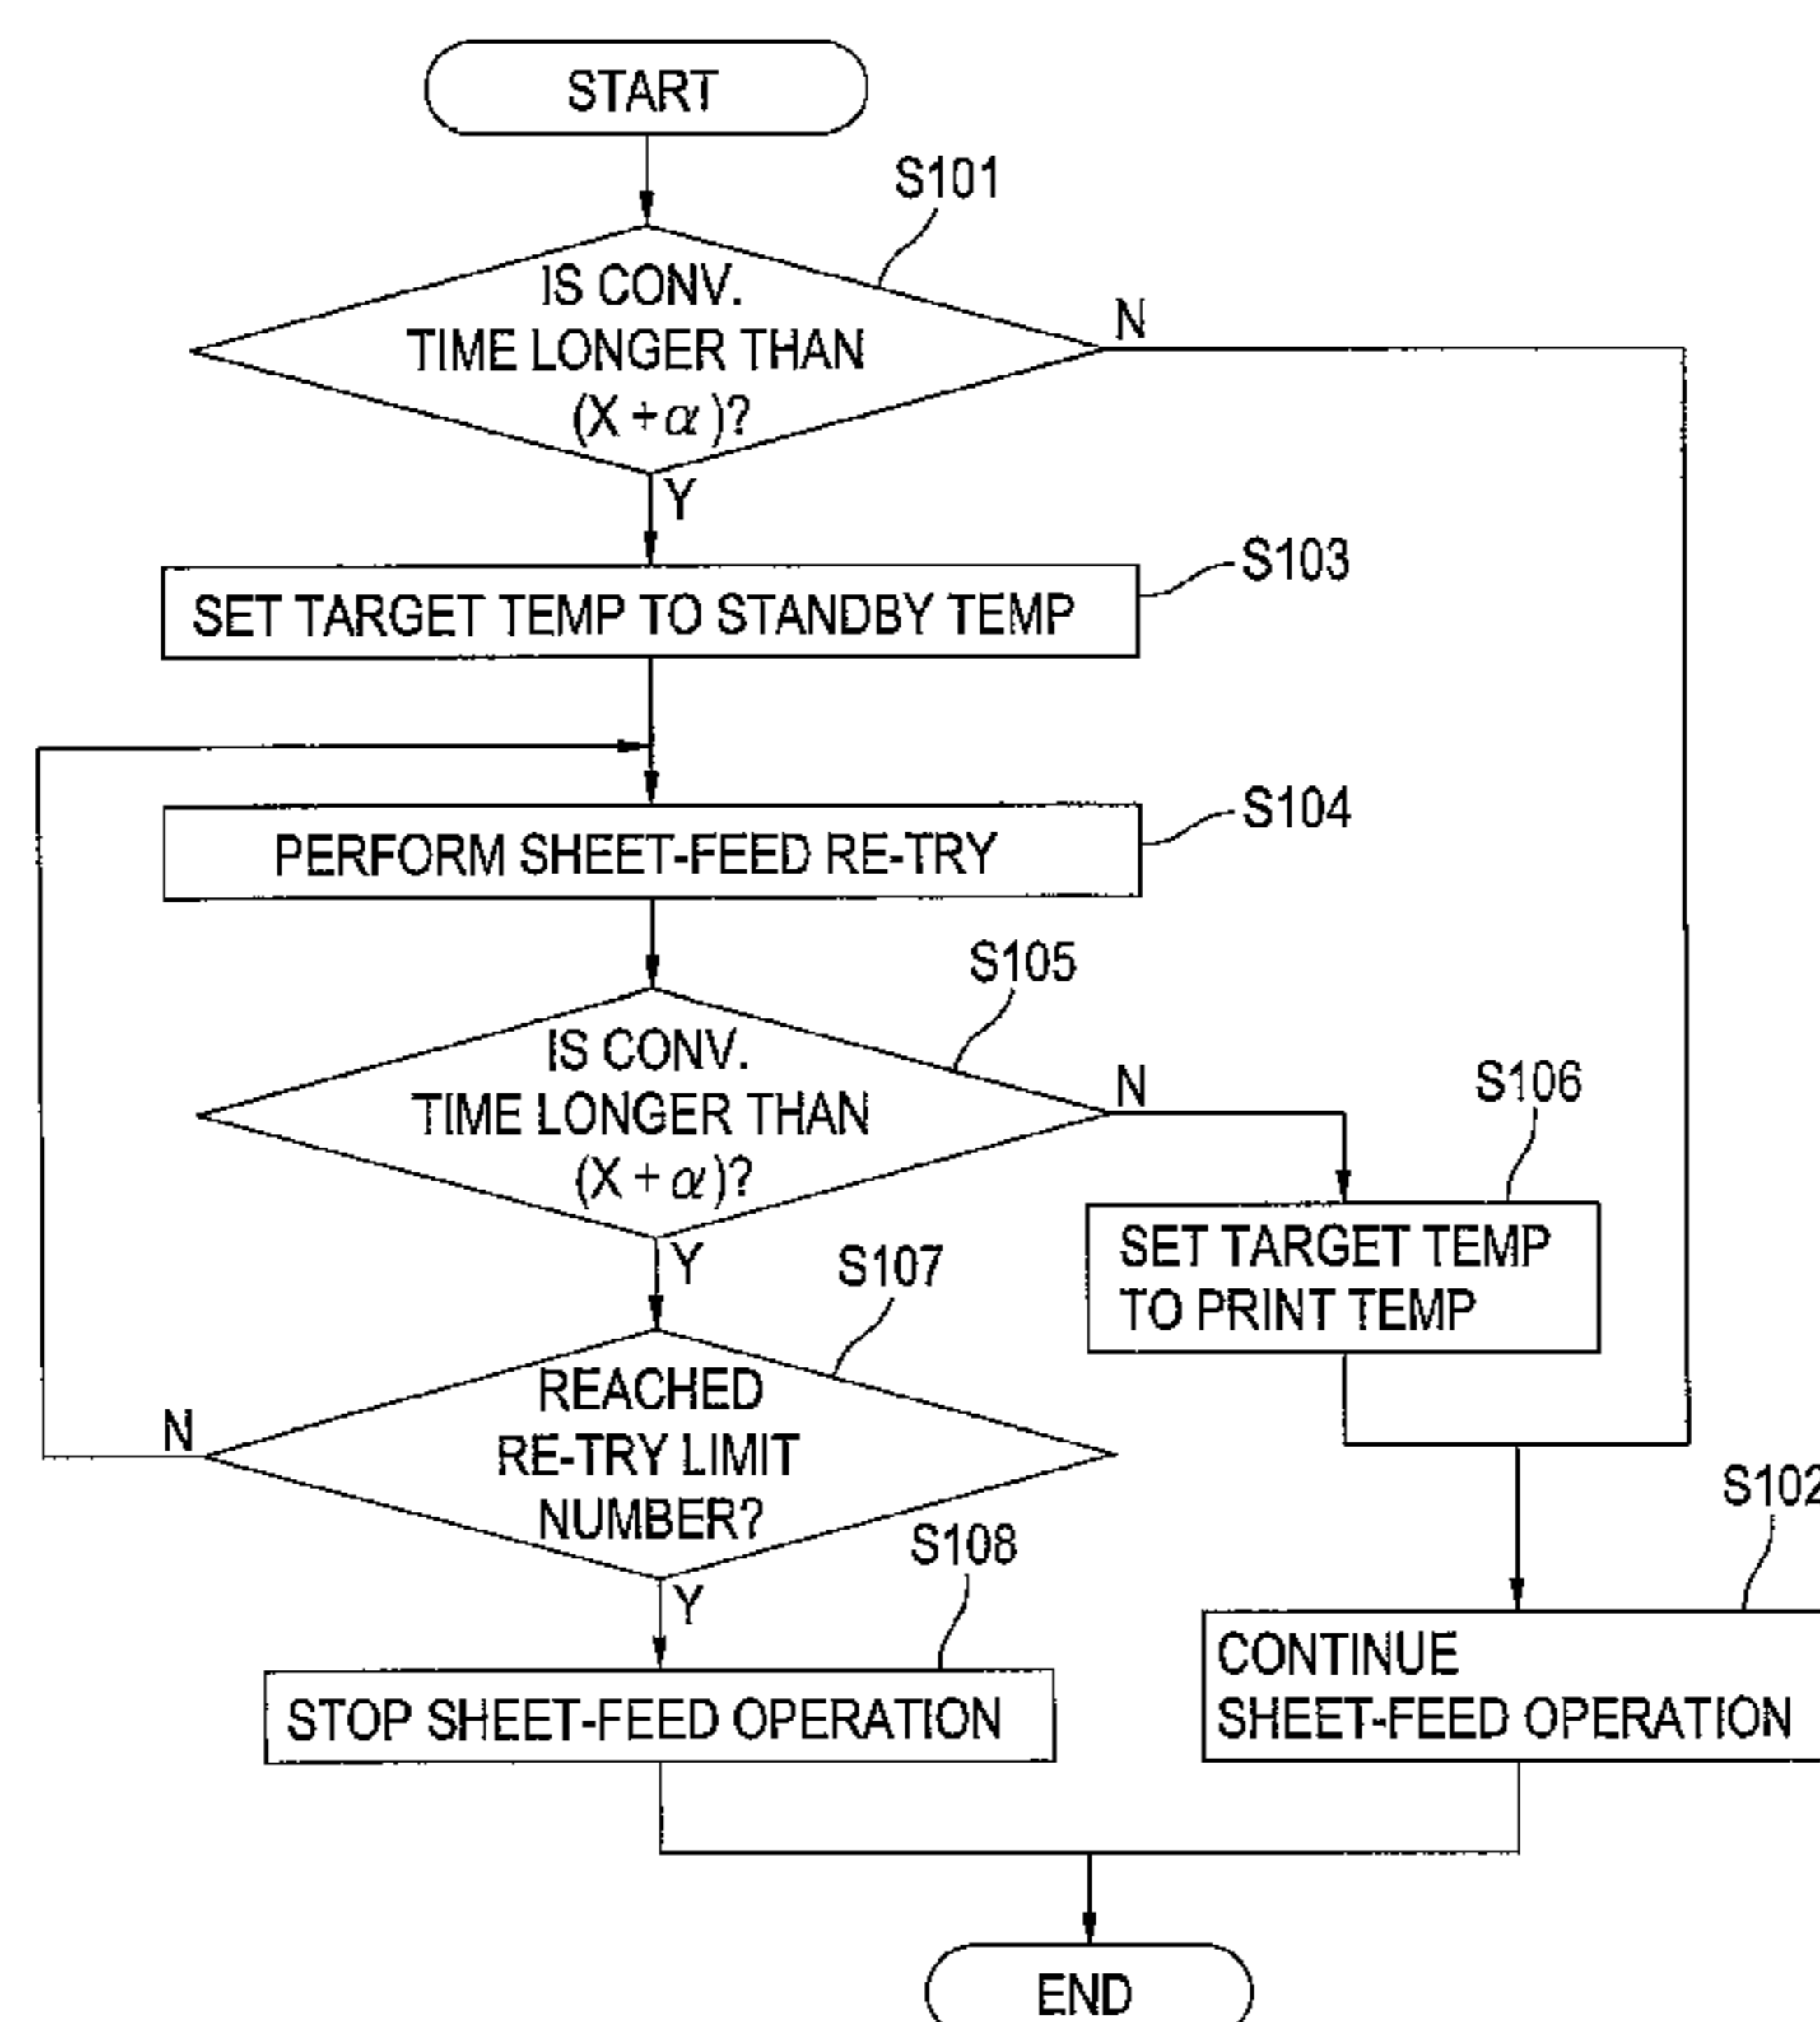 START
S101
IS CONV.
TIME LONGER THAN
(X + α)?
N
Y
S103
SET TARGET TEMP TO STANDBY TEMP
S104
PERFORM SHEET-FEED RE-TRY
S105
IS CONV.
TIME LONGER THAN
(X + α)?
N
Y
S106
SET TARGET TEMP
TO PRINT TEMP
S107
REACHED
RE-TRY LIMIT
NUMBER?
N
Y
S108
STOP SHEET-FEED OPERATION
S102
CONTINUE
SHEET-FEED OPERATION
END